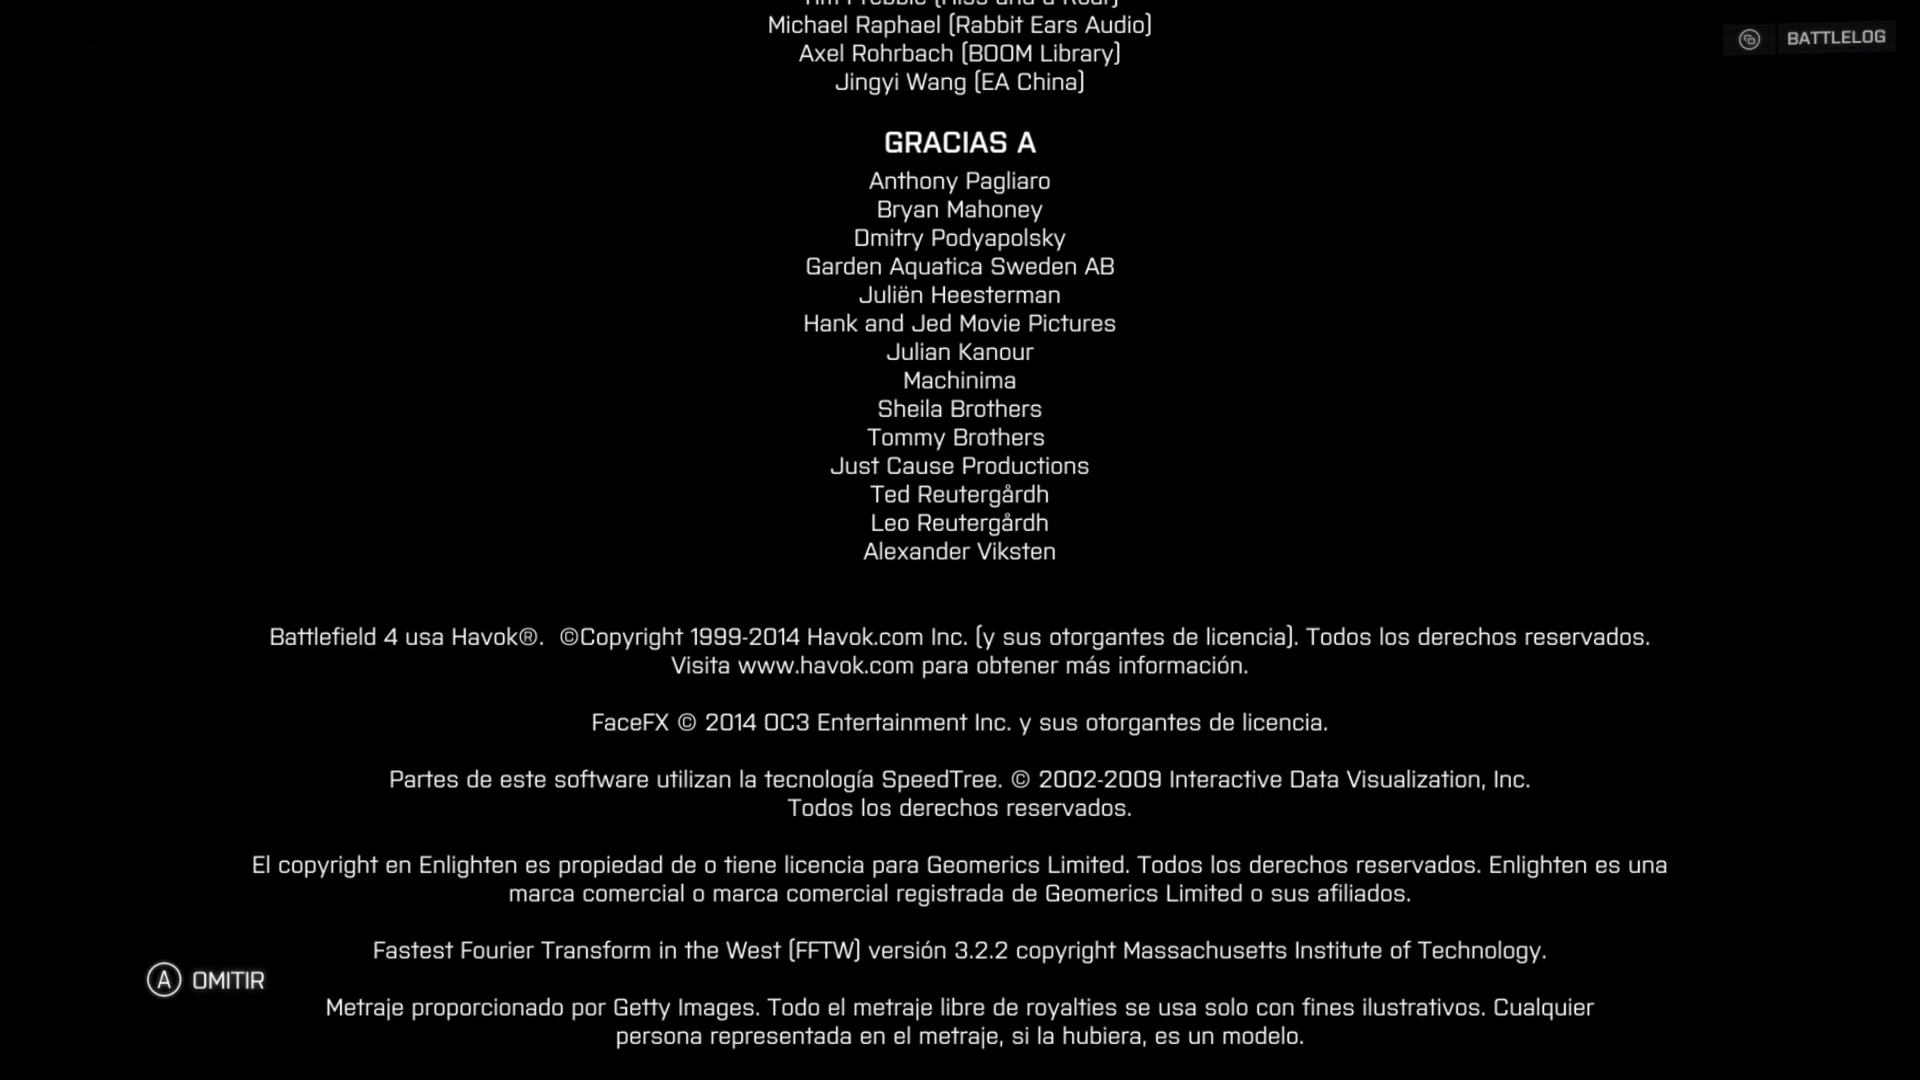 Michael Raphael (Rabbit Ears Audio)
Axel Rohrbach (BOOM Library)
Jingyi Wang (EA China)
BATTLELOG
GRACIAS A
Anthony Pagliaro
Bryan Mahoney
Dmitry Podyapolsky
Garden Aquatica Sweden AB
Juliën Heesterman
Hank and Jed Movie Pictures
Julian Kanour
Machinima
Sheila Brothers
Tommy Brothers
Just Cause Productions
Ted Reutergårdh
Leo Reutergårdh
Alexander Viksten
Battlefield 4 usa Havok®. ©Copyright 1999-2014 Havok.com Inc. (y sus otorgantes de licencia). Todos los derechos reservados.
Visita www.havok.com para obtener más información.
FaceFX © 2014 OC3 Entertainment Inc. y sus otorgantes de licencia.
Partes de este software utilizan la tecnología SpeedTree. © 2002-2009 Interactive Data Visualization, Inc.
Todos los derechos reservados.
El copyright en Enlighten es propiedad de o tiene licencia para Geomerics Limited. Todos los derechos reservados. Enlighten es una
marca comercial o marca comercial registrada de Geomerics Limited o sus afiliados.
Fastest Fourier Transform in the West (FFTW) versión 3.2.2 copyright Massachusetts Institute of Technology.
A OMITIR
Metraje proporcionado por Getty Images. Todo el metraje libre de royalties se usa solo con fines ilustrativos. Cualquier
persona representada en el metraje, si la hubiera, es un modelo.